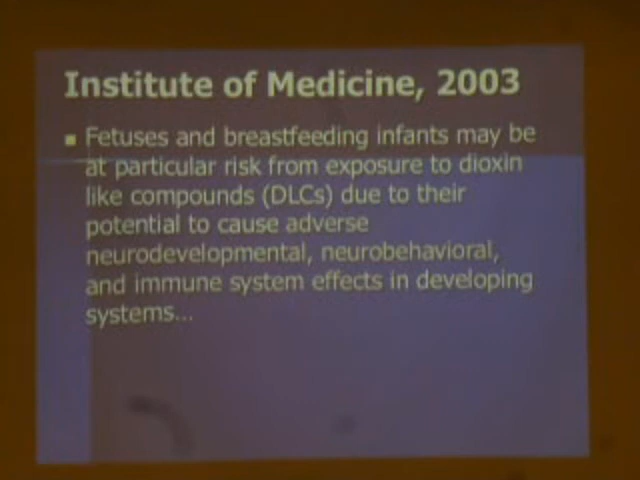 Institute of Medicine, 2003
Fetuses and breastfeeding infants may be
at particular risk from exposure to dioxin
like compounds (DLCs) due to their
potential to cause adverse
neurodevelopmental, neurobehavioral,
and immune system effects in developing
systems...